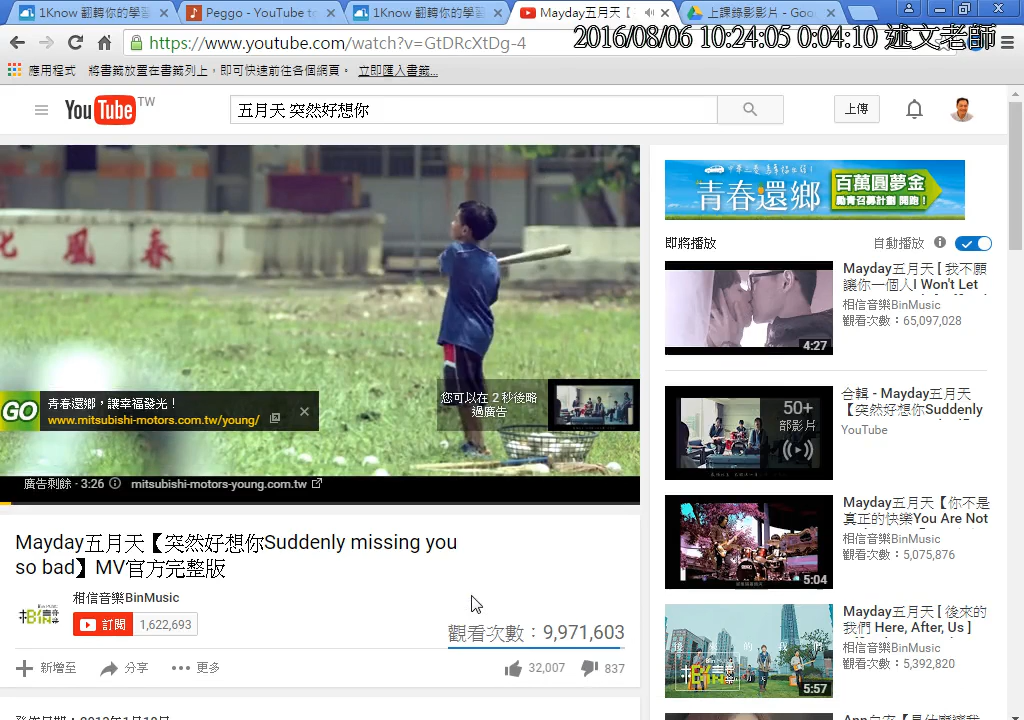 1Know 翻轉你的學習
Peggo - YouTube to
1Know 翻轉你的學
Mayday五月天【
上課錄影影片 - Goo
https://www.youtube.com/watch?v=GtDRcXtDg-4
2016/08/06 10:24:05 0:04:10 述文老師
應用程式 將書籤放置在書籤列上，即可快速前往各個網頁。 立即匯入書籤...
YouTube TW
五月天 突然好想你
上傳
北 風 春
GO
青春還鄉，讓幸福發光！
www.mitsubishi-motors.com.tw/young/
您可以在 2 秒後略
過廣告
廣告剩餘 - 3:26 mitsubishi-motors-young.com.tw
Mayday五月天【突然好想你Suddenly missing you
so bad】MV官方完整版
相信音樂BinMusic
訂閱 1,622,693
觀看次數：9,971,603
新增至 分享 更多
32,007 837
青春還鄉
百萬圓夢金
勵青召募計劃 開跑！
即將播放
自動播放
Mayday五月天 [ 我不願
讓你一個人I Won't Let
相信音樂BinMusic
觀看次數：65,097,028
4:27
合輯 - Mayday五月天
【突然好想你Suddenly
YouTube
50+
部影片
Mayday五月天【你不是
真正的快樂You Are Not
相信音樂BinMusic
觀看次數：5,075,876
5:04
Mayday五月天 [ 後來的
我們 Here, After, Us ]
相信音樂BinMusic
觀看次數：5,392,820
5:57